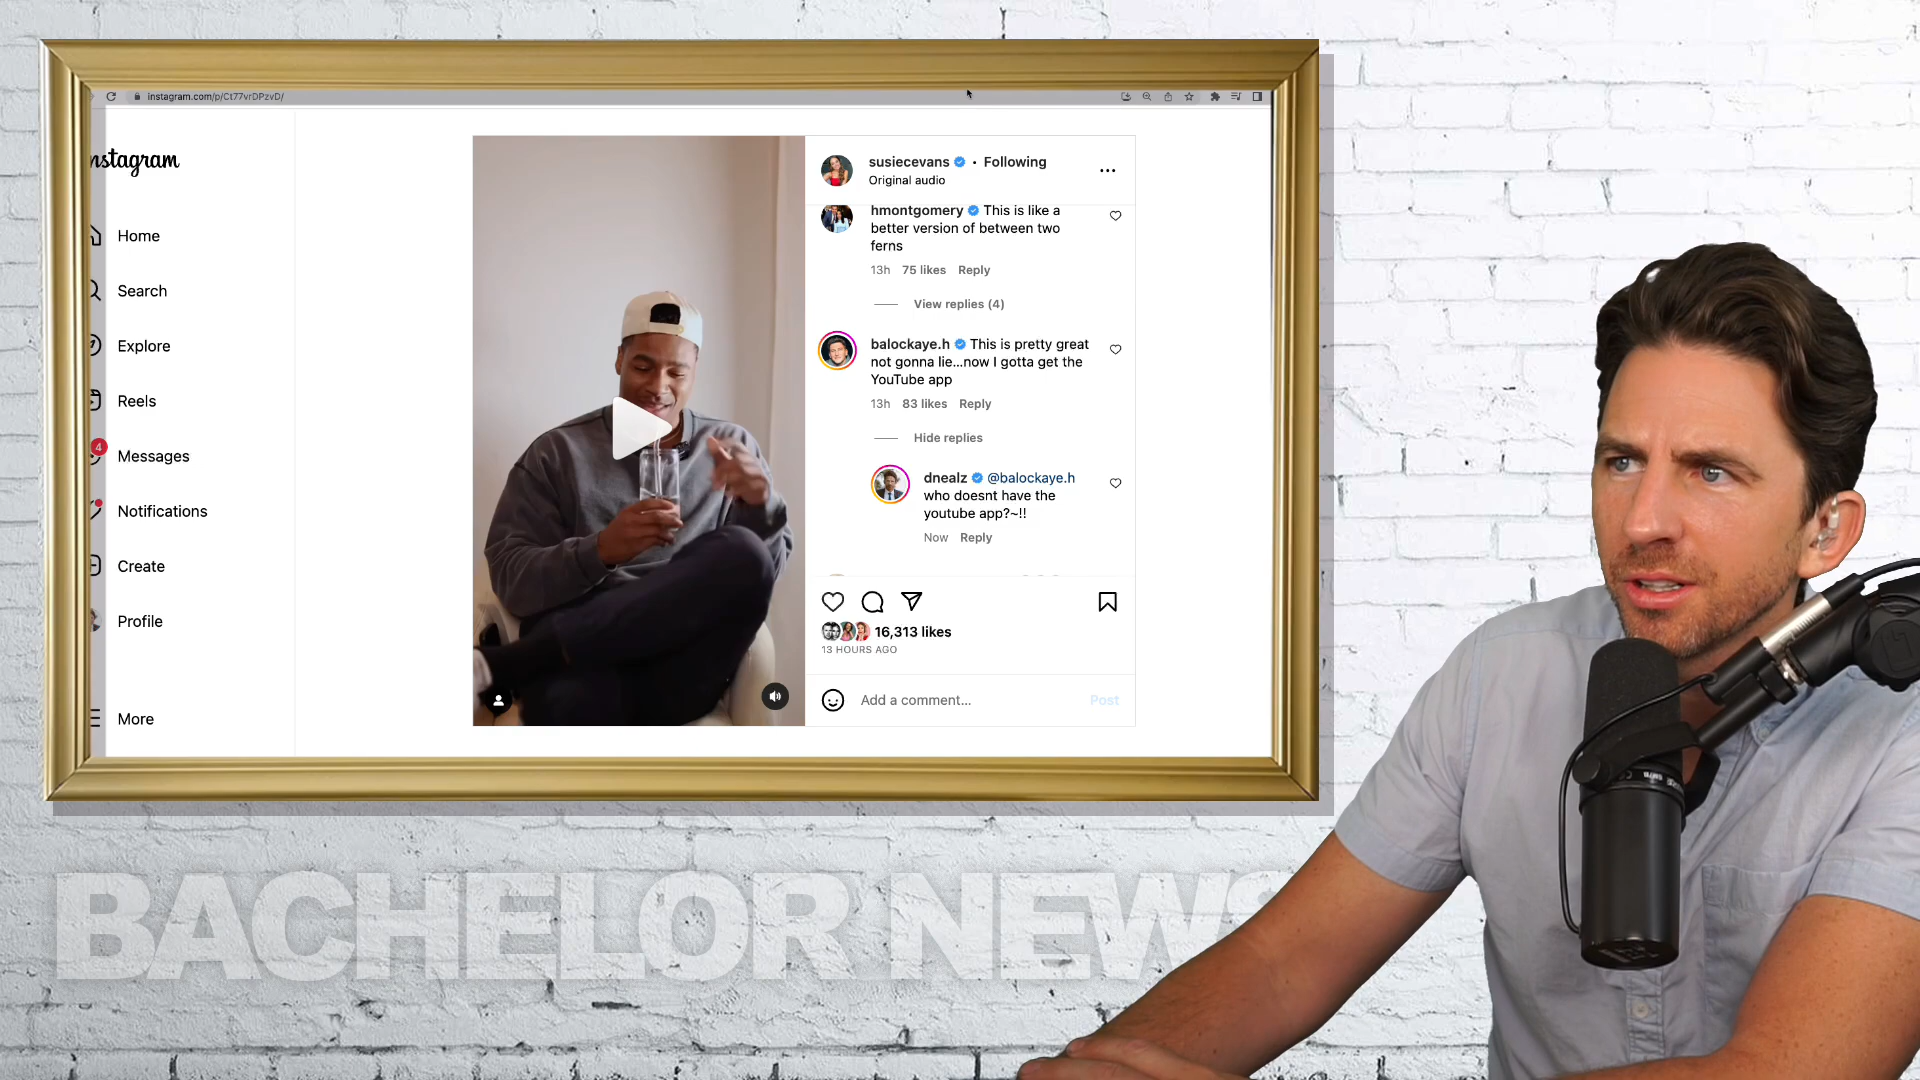 instagram.com/p/Ct77vrDPzvD/
nstagram
Home
Search
Explore
Reels
4
Messages
Notifications
Create
Profile
More
susiecevans • Following
Original audio
hmontgomery This is like a
better version of between two
ferns
13h 75 likes Reply
View replies (4)
balockaye.h This is pretty great
not gonna lie...now I gotta get the
YouTube app
13h 83 likes Reply
Hide replies
dnealz @balockaye.h
who doesnt have the
youtube app?~!!
Now Reply
16,313 likes
13 HOURS AGO
Add a comment...
Post
BACHELOR NEWS